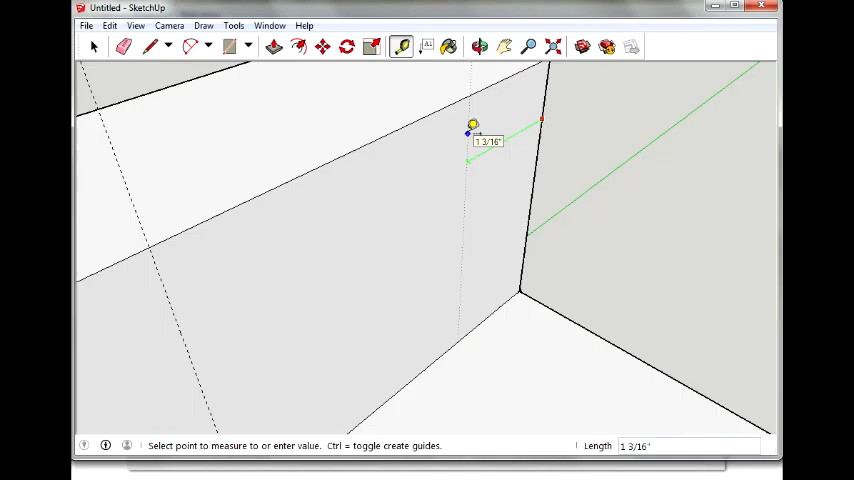 Untitled - SketchUp
File Edit View Camera Draw Tools Window Help
A1
1 3/16"
Select point to measure to or enter value. Ctrl = toggle create guides. Length 1 3/16"